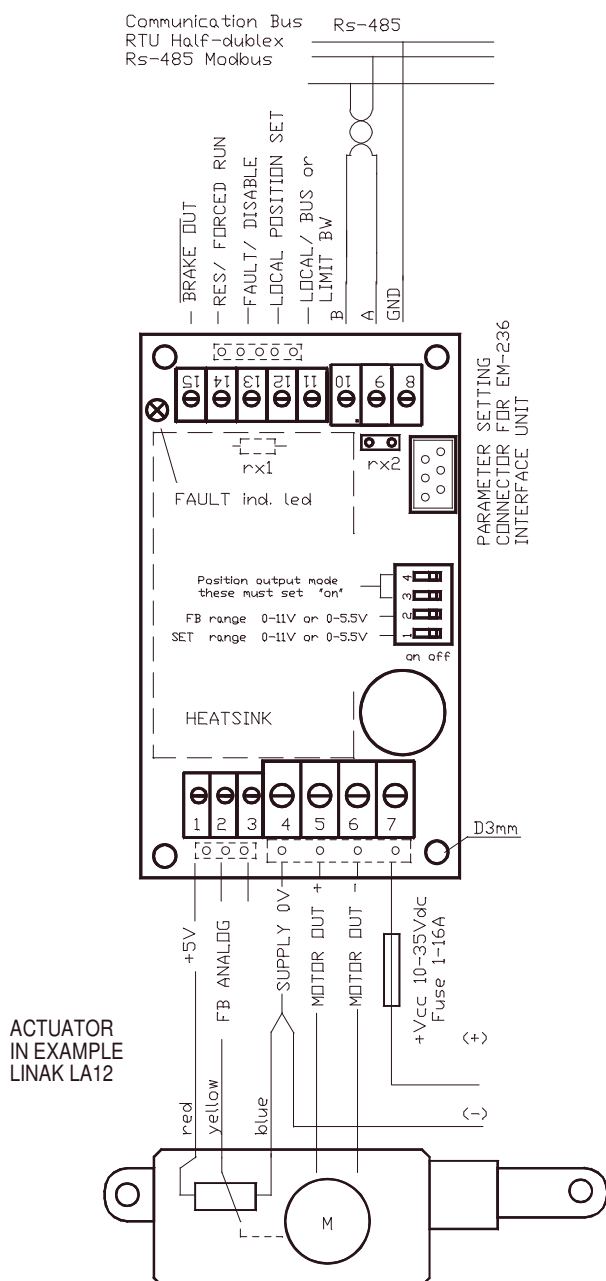 Communication Bus
RTU Half-dublex
Rs-485 Modbus
Rs-485
BRAKE OUT
RES/ FORCED RUN
FAULT/ DISABLE
LOCAL POSITION SET
LOCAL/ BUS or
LIMIT BW
B
A
GND
15
14
13
12
11
10
9
8
rx1
rx2
FAULT ind. led
PARAMETER SETTING
CONNECTOR FOR EM-236
INTERFACE UNIT
Position output mode
these must set "on"
FB range 0-11V or 0-5.5V
SET range 0-11V or 0-5.5V
4
3
2
1
on off
HEATSINK
1
2
3
4
5
6
7
D3mm
+5V
FB ANALOG
SUPPLY 0V
MOTOR OUT +
MOTOR OUT -
+Vcc 10-35Vdc
Fuse 1-16A
(+)
(-)
ACTUATOR
IN EXAMPLE
LINAK LA12
red
yellow
blue
M